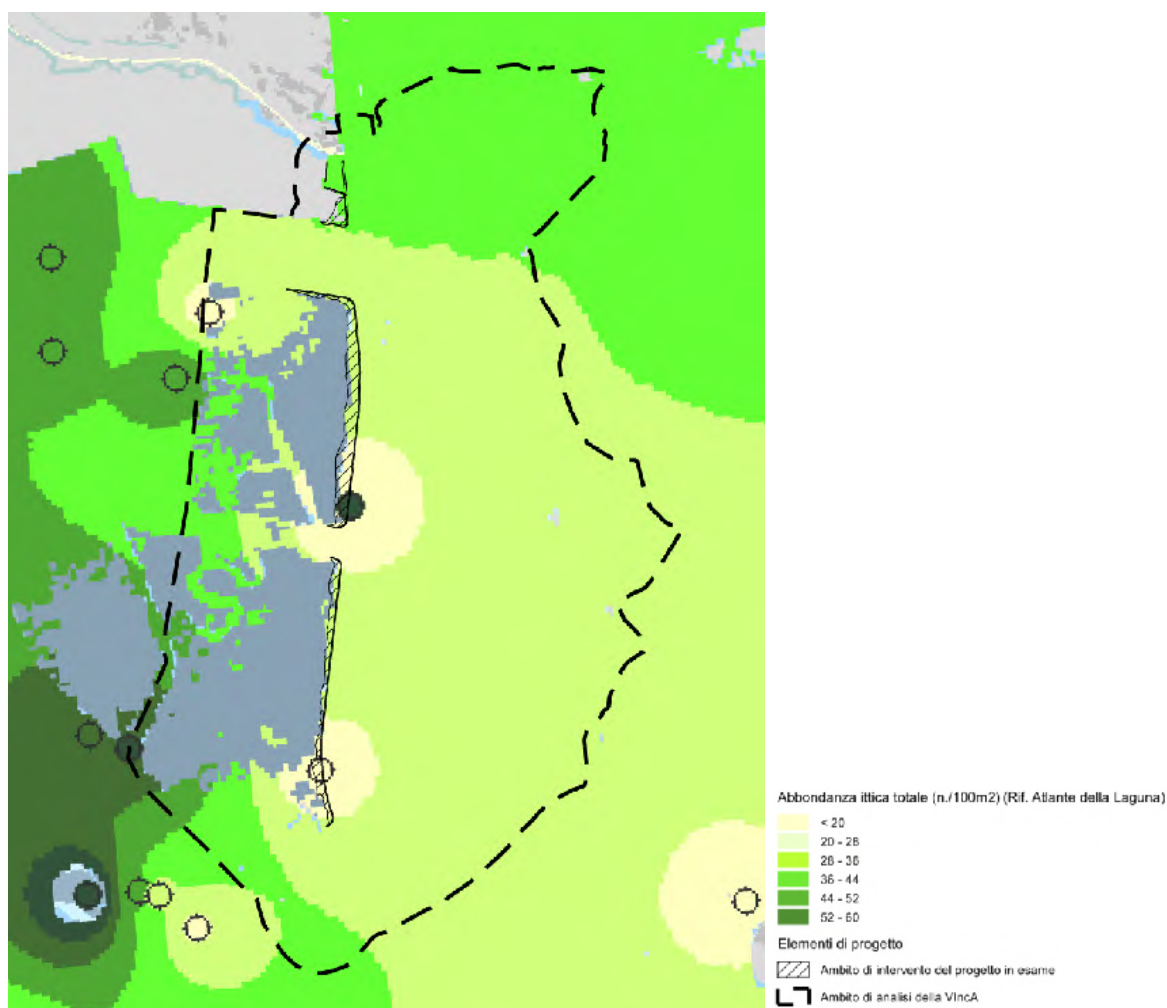 Abbondanza ittica totale (n./100m2) (Rif. Atlante della Laguna)
< 20
20 - 28
28 - 36
36 - 44
44 - 52
52 - 60
Elementi di progetto
Ambito di intervento del progetto in esame
Ambito di analisi della VIncA